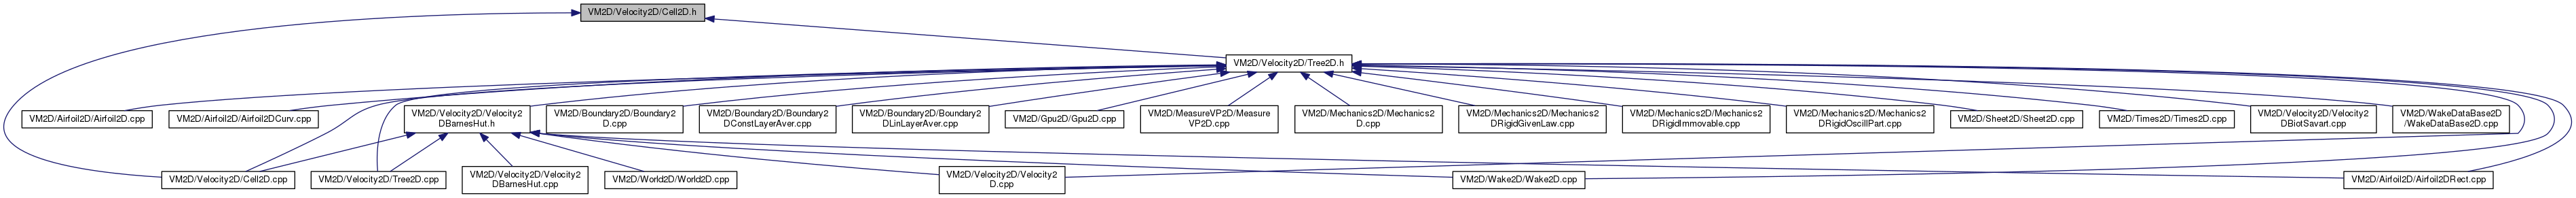 VM2D/Velocity2D/Cell2D.h
VM2D/Velocity2D/Tree2D.h
VM2D/Airfoil2D/Airfoil2D.cpp
VM2D/Airfoil2D/Airfoil2DCurv.cpp
VM2D/Velocity2D/Velocity2
DBarnesHut.h
VM2D/Boundary2D/Boundary2
D.cpp
VM2D/Boundary2D/Boundary2
DConstLayerAver.cpp
VM2D/Boundary2D/Boundary2
DLinLayerAver.cpp
VM2D/Gpu2D/Gpu2D.cpp
VM2D/MeasureVP2D/Measure
VP2D.cpp
VM2D/Mechanics2D/Mechanics2
D.cpp
VM2D/Mechanics2D/Mechanics2
DRigidGivenLaw.cpp
VM2D/Mechanics2D/Mechanics2
DRigidImmovable.cpp
VM2D/Mechanics2D/Mechanics2
DRigidOscillPart.cpp
VM2D/Sheet2D/Sheet2D.cpp
VM2D/Times2D/Times2D.cpp
VM2D/Velocity2D/Velocity2
DBiotSavart.cpp
VM2D/WakeDataBase2D
/WakeDataBase2D.cpp
VM2D/Velocity2D/Cell2D.cpp
VM2D/Velocity2D/Tree2D.cpp
VM2D/Velocity2D/Velocity2
DBarnesHut.cpp
VM2D/World2D/World2D.cpp
VM2D/Velocity2D/Velocity2
D.cpp
VM2D/Wake2D/Wake2D.cpp
VM2D/Airfoil2D/Airfoil2DRect.cpp